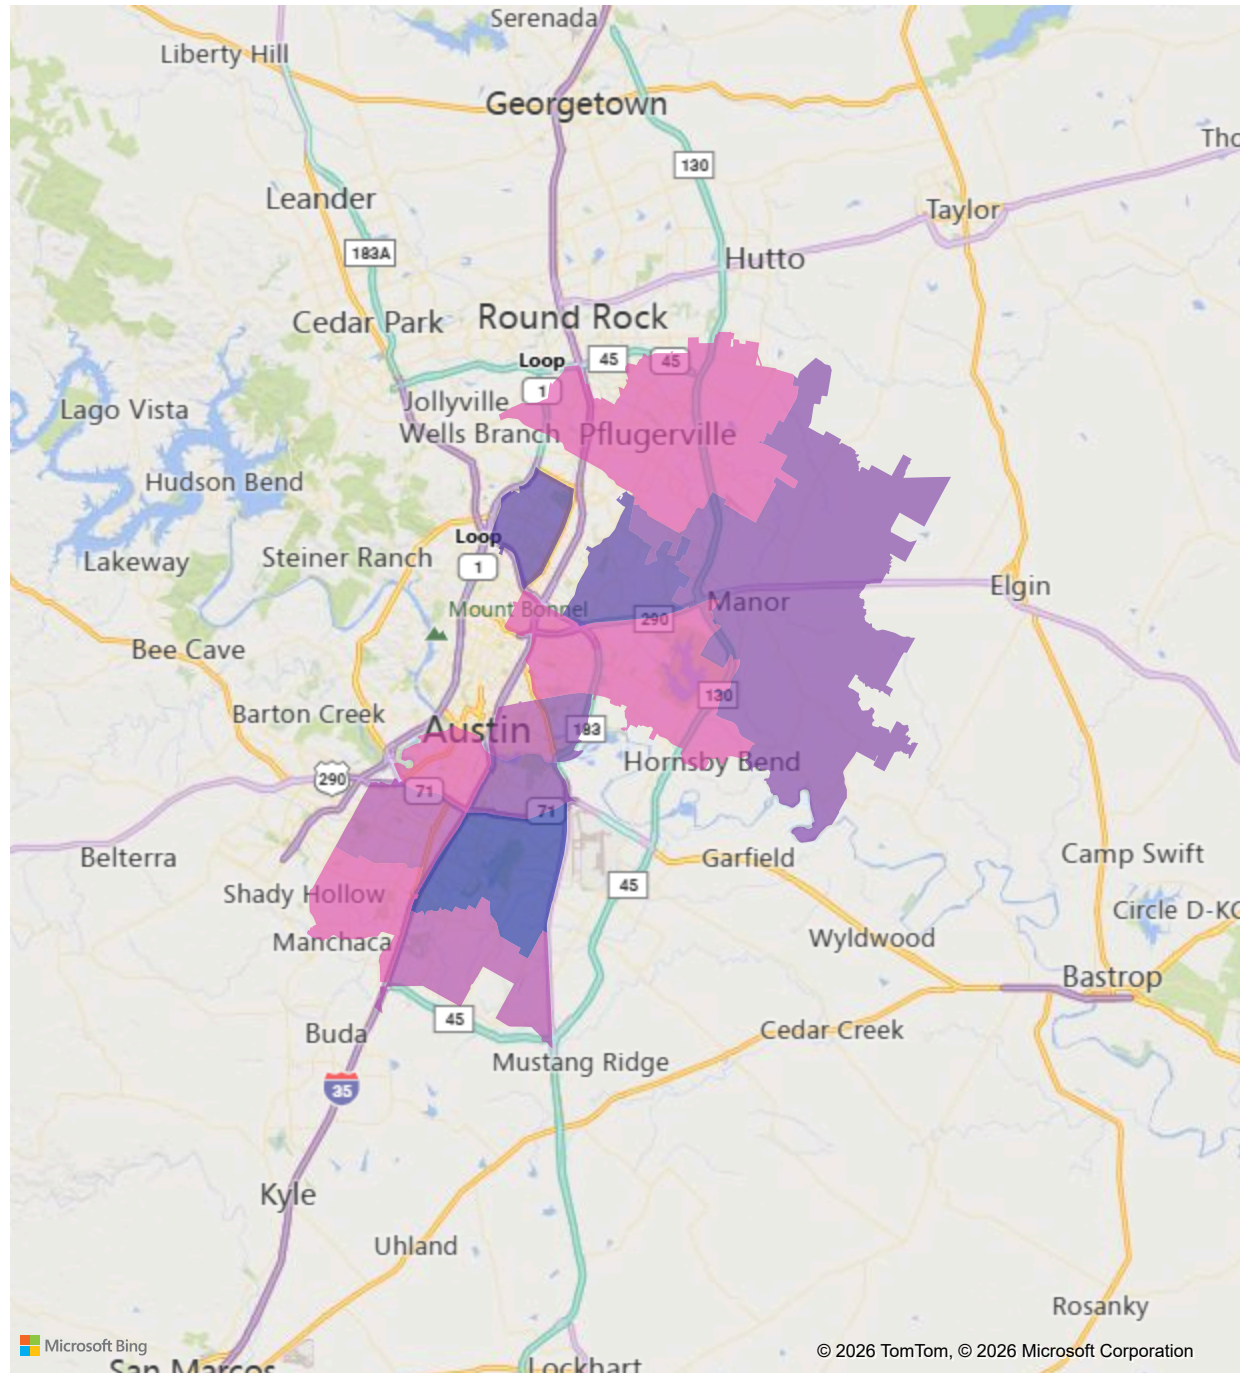 Serenada
Liberty Hill
Georgetown
130
Tho
Leander
Taylor
183A
Hutto
Round Rock
Cedar Park
Loop
45
45
1
Jollyville
Lago Vista
Wells Branch
Pflugerville
Hudson Bend
Loop
Steiner Ranch
Lakeway
1
Elgin
Manor
Mount Bonnel
290
Bee Cave
130
Barton Creek
Austin
183
Hornsby Bend
290
71
71
Belterra
Garfield
Camp Swift
45
Shady Hollow
Circle D-KC
Manchaca
Wyldwood
Bastrop
45
Buda
Cedar Creek
Mustang Ridge
35
Kyle
Uhland
Rosanky
Microsoft Bing
© 2026 TomTom, © 2026 Microsoft Corporation
San Marcos
Lockhart